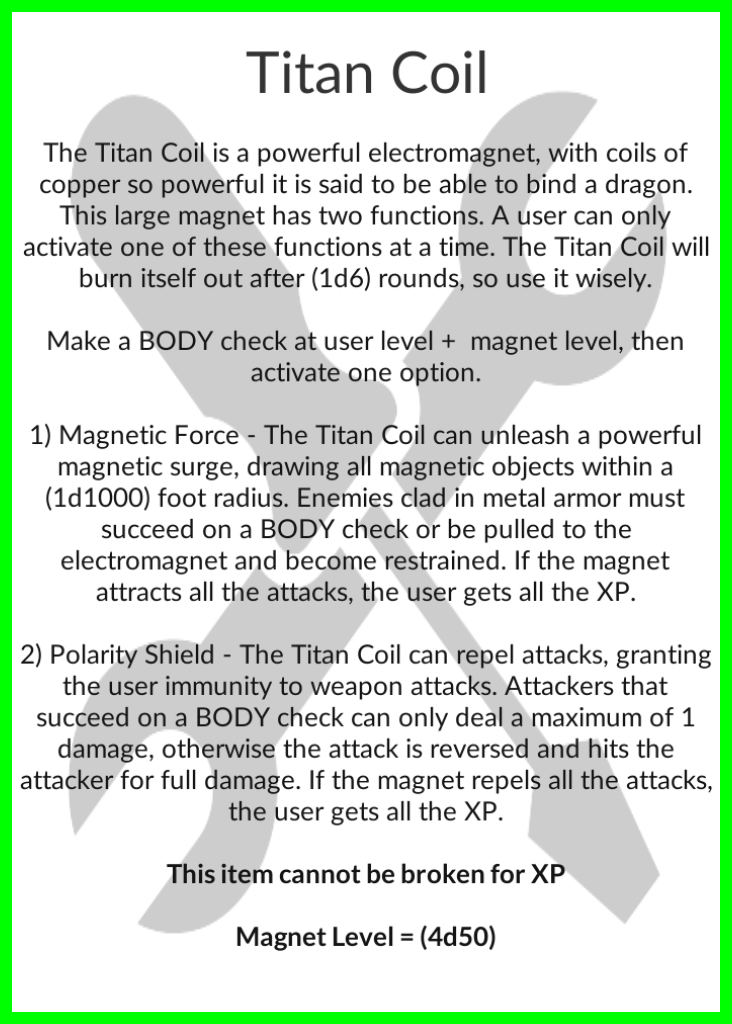 Titan Coil
The Titan Coil is a powerful electromagnet, with coils of
copper so powerful it is said to be able to bind a dragon.
This large magnet has two functions. A user can only
activate one of these functions at a time. The Titan Coil will
burn itself out after (1d6) rounds, so use it wisely.
Make a BODY check at user level +  magnet level, then
activate one option.
1) Magnetic Force - The Titan Coil can unleash a powerful
magnetic surge, drawing all magnetic objects within a
(1d1000) foot radius. Enemies clad in metal armor must
succeed on a BODY check or be pulled to the
electromagnet and become restrained. If the magnet
attracts all the attacks, the user gets all the XP.
2) Polarity Shield - The Titan Coil can repel attacks, granting
the user immunity to weapon attacks. Attackers that
succeed on a BODY check can only deal a maximum of 1
damage, otherwise the attack is reversed and hits the
attacker for full damage. If the magnet repels all the attacks,
the user gets all the XP.
This item cannot be broken for XP
Magnet Level = (4d50)